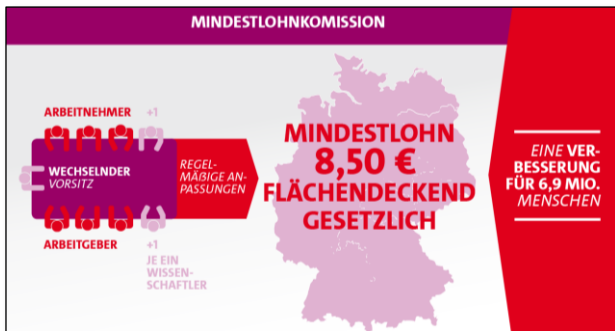 MINDESTLOHNKOMISSION
ARBEITNEHMER
+1
WECHSELNDER
VORSITZ
ARBEITGEBER
+1
JE EIN
WISSEN-
SCHAFTLER
REGEL-
MÄßIGE AN-
PASSUNGEN
MINDESTLOHN
8,50 €
FLÄCHENDECKEND
GESETZLICH
EINE VER-
BESSERUNG
FÜR 6,9 MIO.
MENSCHEN